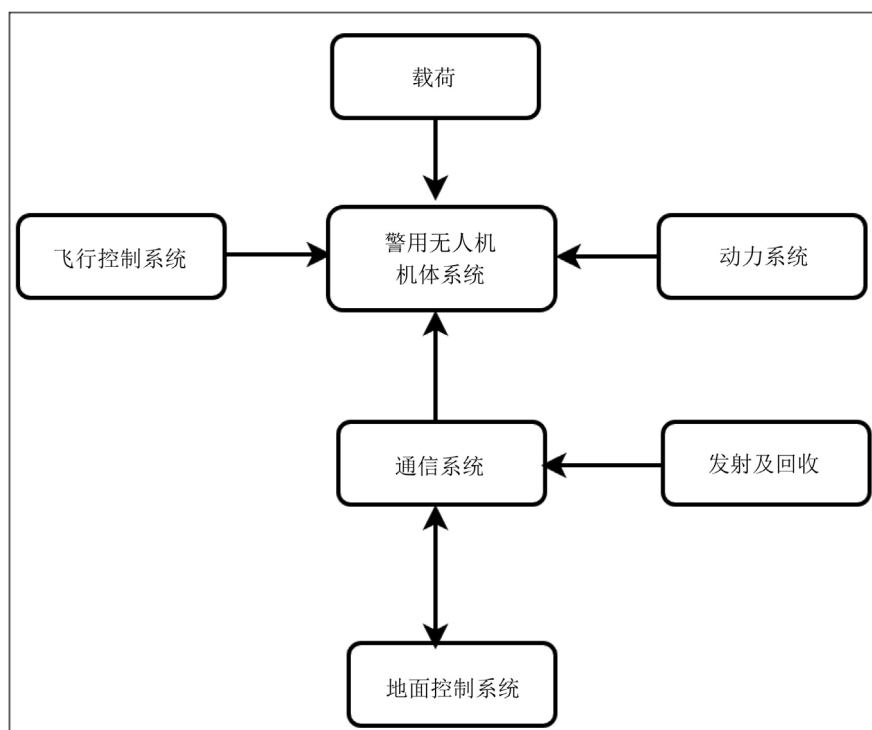 载荷
飞行控制系统
警用无人机
机体系统
动力系统
通信系统
发射及回收
地面控制系统